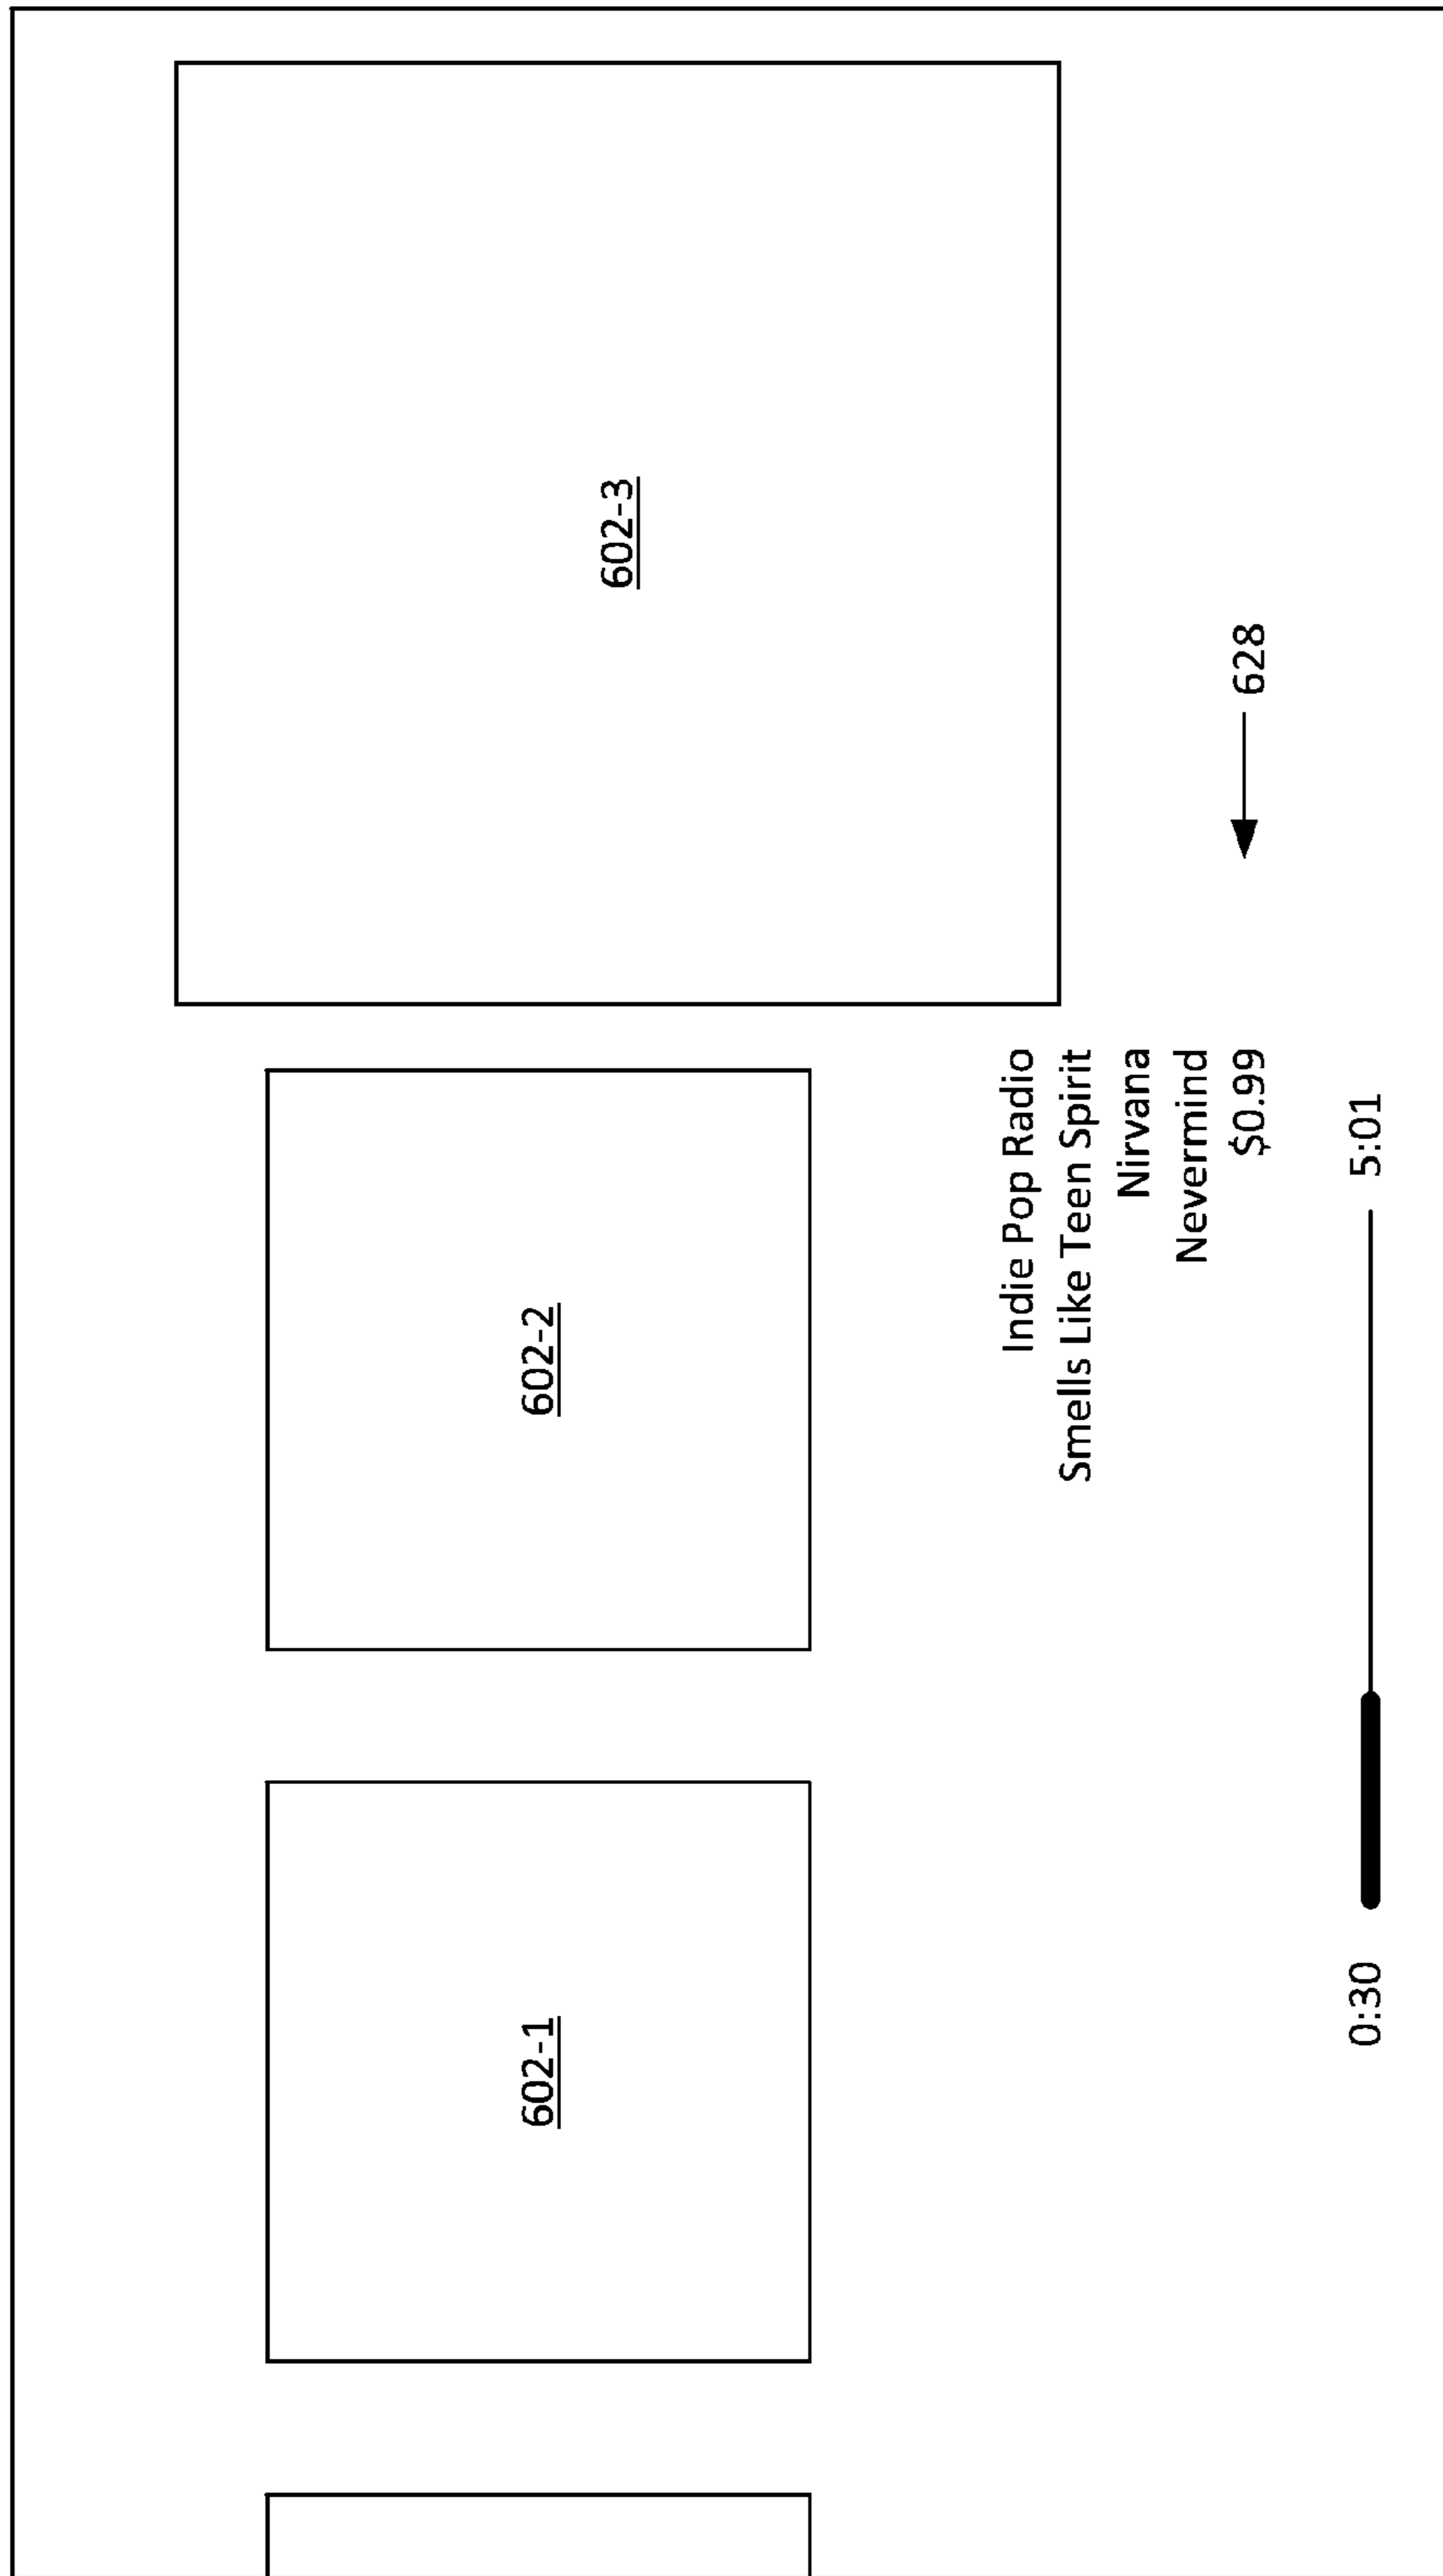 602-1
602-2
602-3
Indie Pop Radio
Smells Like Teen Spirit
Nirvana
Nevermind
$0.99
628
0:30
5:01